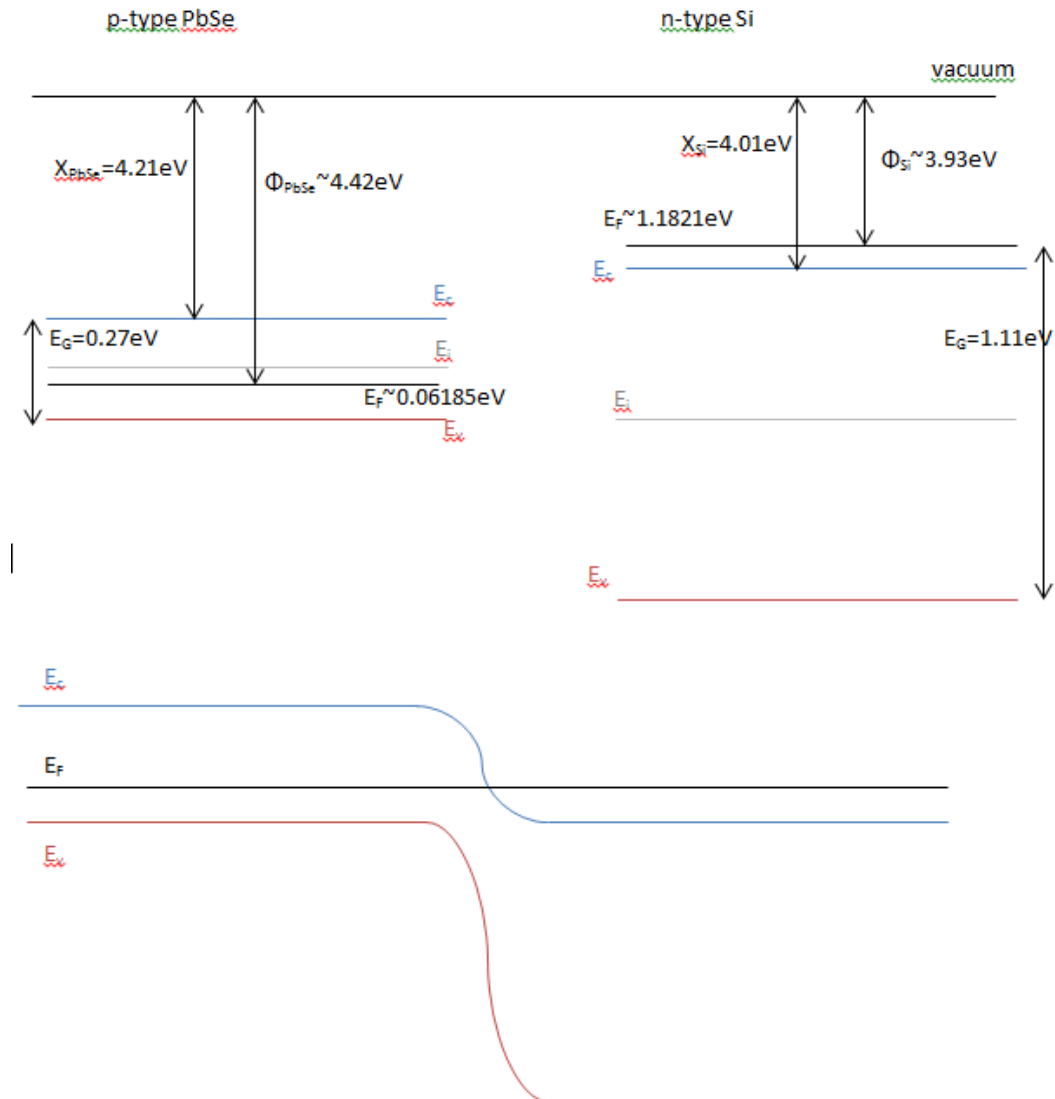 p-type PbSe
n-type Si
vacuum
X_PbSe=4.21eV
Φ_PbSe~4.42eV
X_Si=4.01eV
Φ_Si~3.93eV
E_F~1.1821eV
E_c
E_c
E_G=0.27eV
E_i
E_G=1.11eV
E_F~0.06185eV
E_v
E_i
E_v
E_c
E_F
E_v